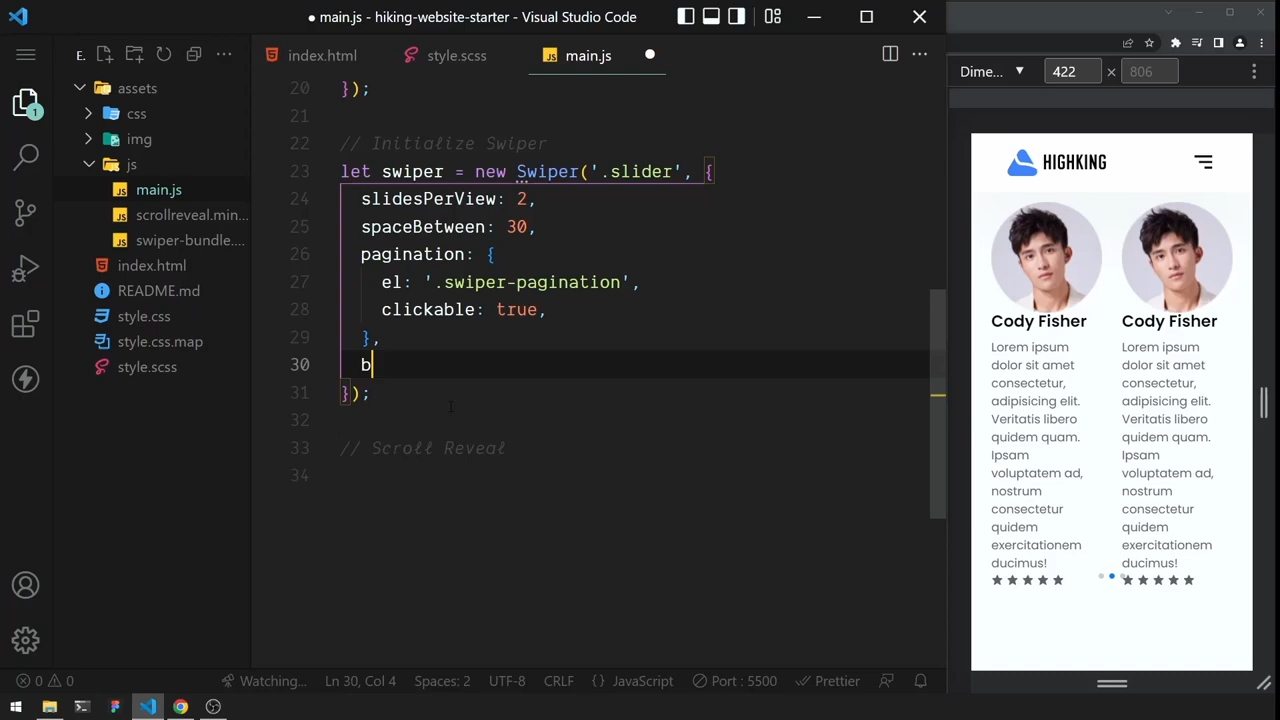 ● main.js - hiking-website-starter - Visual Studio Code
E.
assets
css
img
js
main.js
scrollreveal.min...
swiper-bundle....
index.html
README.md
style.css
style.css.map
style.scss
1
index.html
style.scss
main.js
20 });
21
22 // Initialize Swiper
23 let swiper = new Swiper('.slider', {
24 slidesPerView: 2,
25 spaceBetween: 30,
26 pagination: {
27 el: '.swiper-pagination',
28 clickable: true,
29 },
30 b
31 });
32
33 // Scroll Reveal
34
0 0 Watching... Ln 30, Col 4 Spaces: 2 UTF-8 CRLF {} JavaScript Port : 5500 Prettier
Dime... 422 × 806
HIGHKING
Cody Fisher
Lorem ipsum
dolor sit amet
consectetur,
adipisicing elit.
Veritatis libero
quidem quam.
Ipsam
voluptatem ad,
nostrum
consectetur
quidem
exercitationem
ducimus!
Cody Fisher
Lorem ipsum
dolor sit amet
consectetur,
adipisicing elit.
Veritatis libero
quidem quam.
Ipsam
voluptatem ad,
nostrum
consectetur
quidem
exercitationem
ducimus!